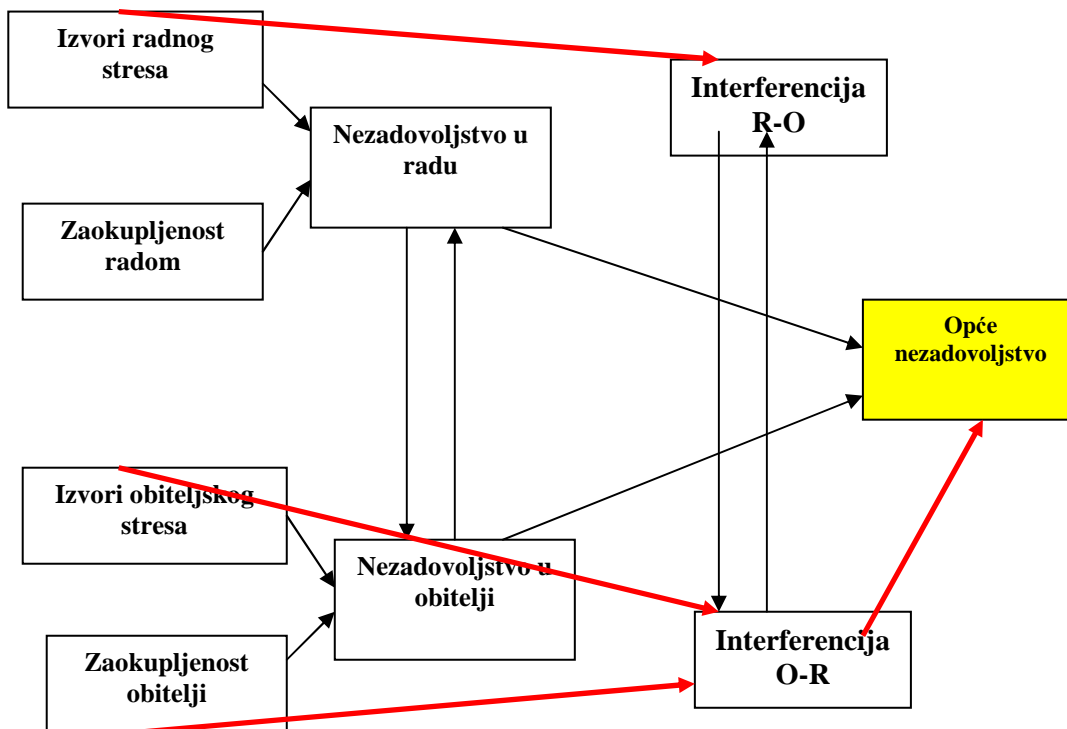 Izvori radnog
stresa
Interferencija
R-O
Nezadovoljstvo u
radu
Zaokupljenost
radom
Opće
nezadovoljstvo
Izvori obiteljskog
stresa
Nezadovoljstvo u
obitelji
Interferencija
O-R
Zaokupljenost
obitelji